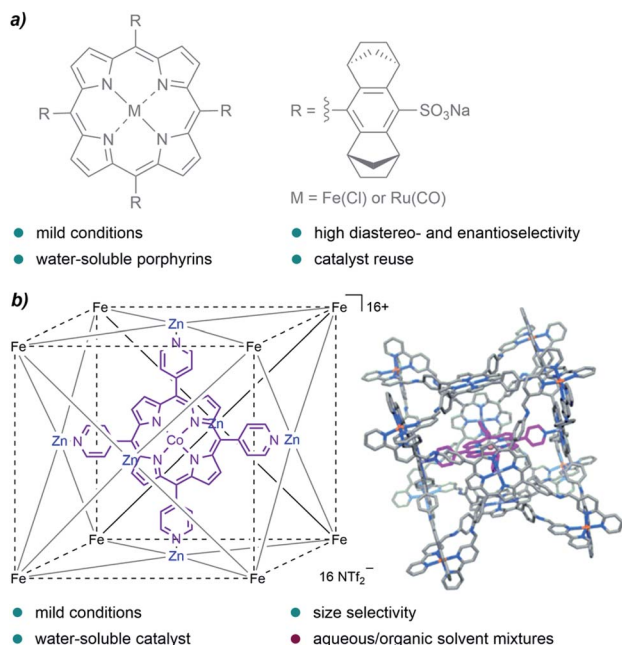 a)
R
N N
R M R
N N
R
R = SO3Na
M = Fe(Cl) or Ru(CO)
mild conditions
high diastereo- and enantioselectivity
water-soluble porphyrins
catalyst reuse
b)
Fe Fe 16+
Zn
Fe Fe
N
N N Zn
Zn N Co N Zn
Zn N N
N
Fe Fe
Zn
Fe Fe
16 NTf2−
mild conditions
size selectivity
water-soluble catalyst
aqueous/organic solvent mixtures